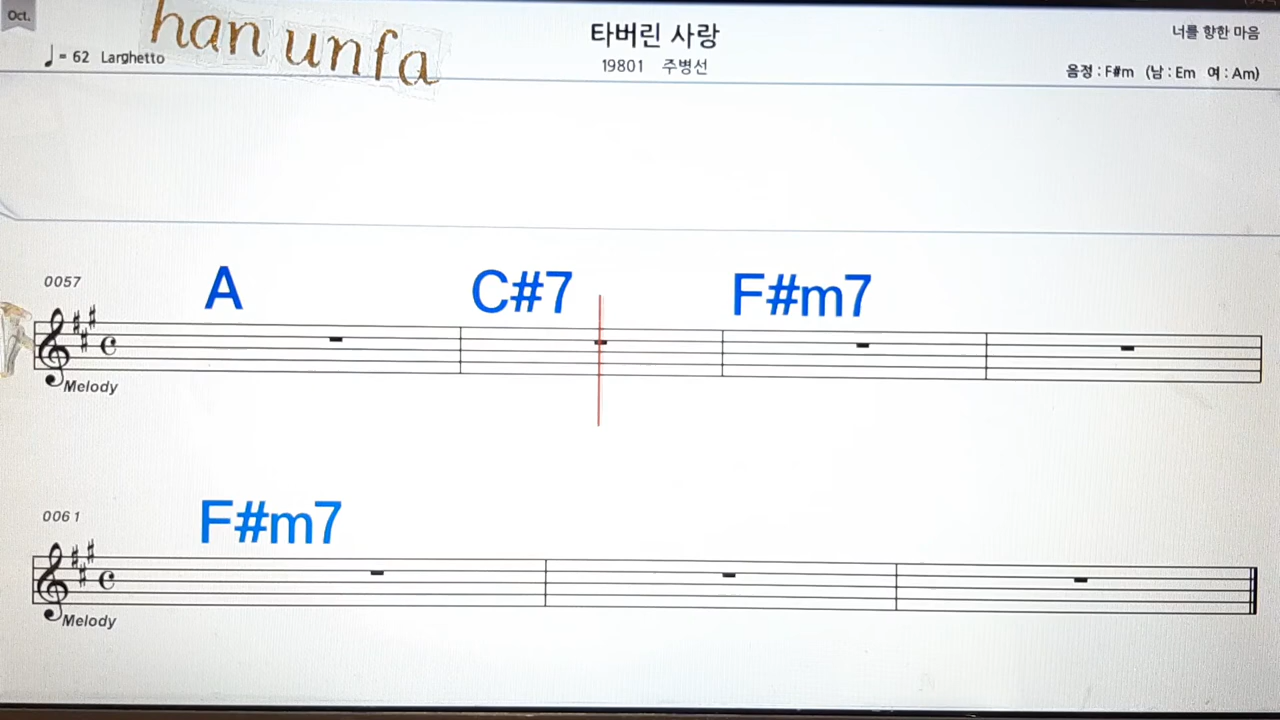 Oct.
han unfa
♩ = 62 Larghetto
타버린 사랑
19801 주병선
너를 향한 마음
음정 : F#m (남 : Em 여 : Am)
0057
A C#7 F#m7
Melody
0061
F#m7
Melody